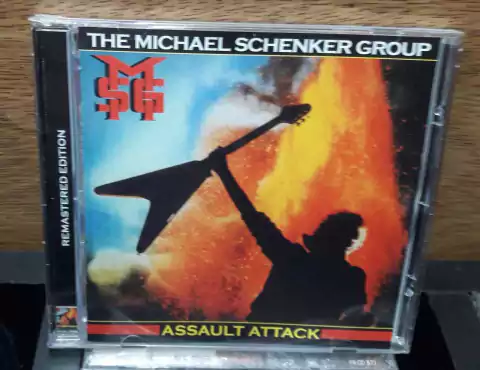 THE MICHAEL SCHENKER GROUP
MSG
REMASTERED EDITION
ASSAULT ATTACK